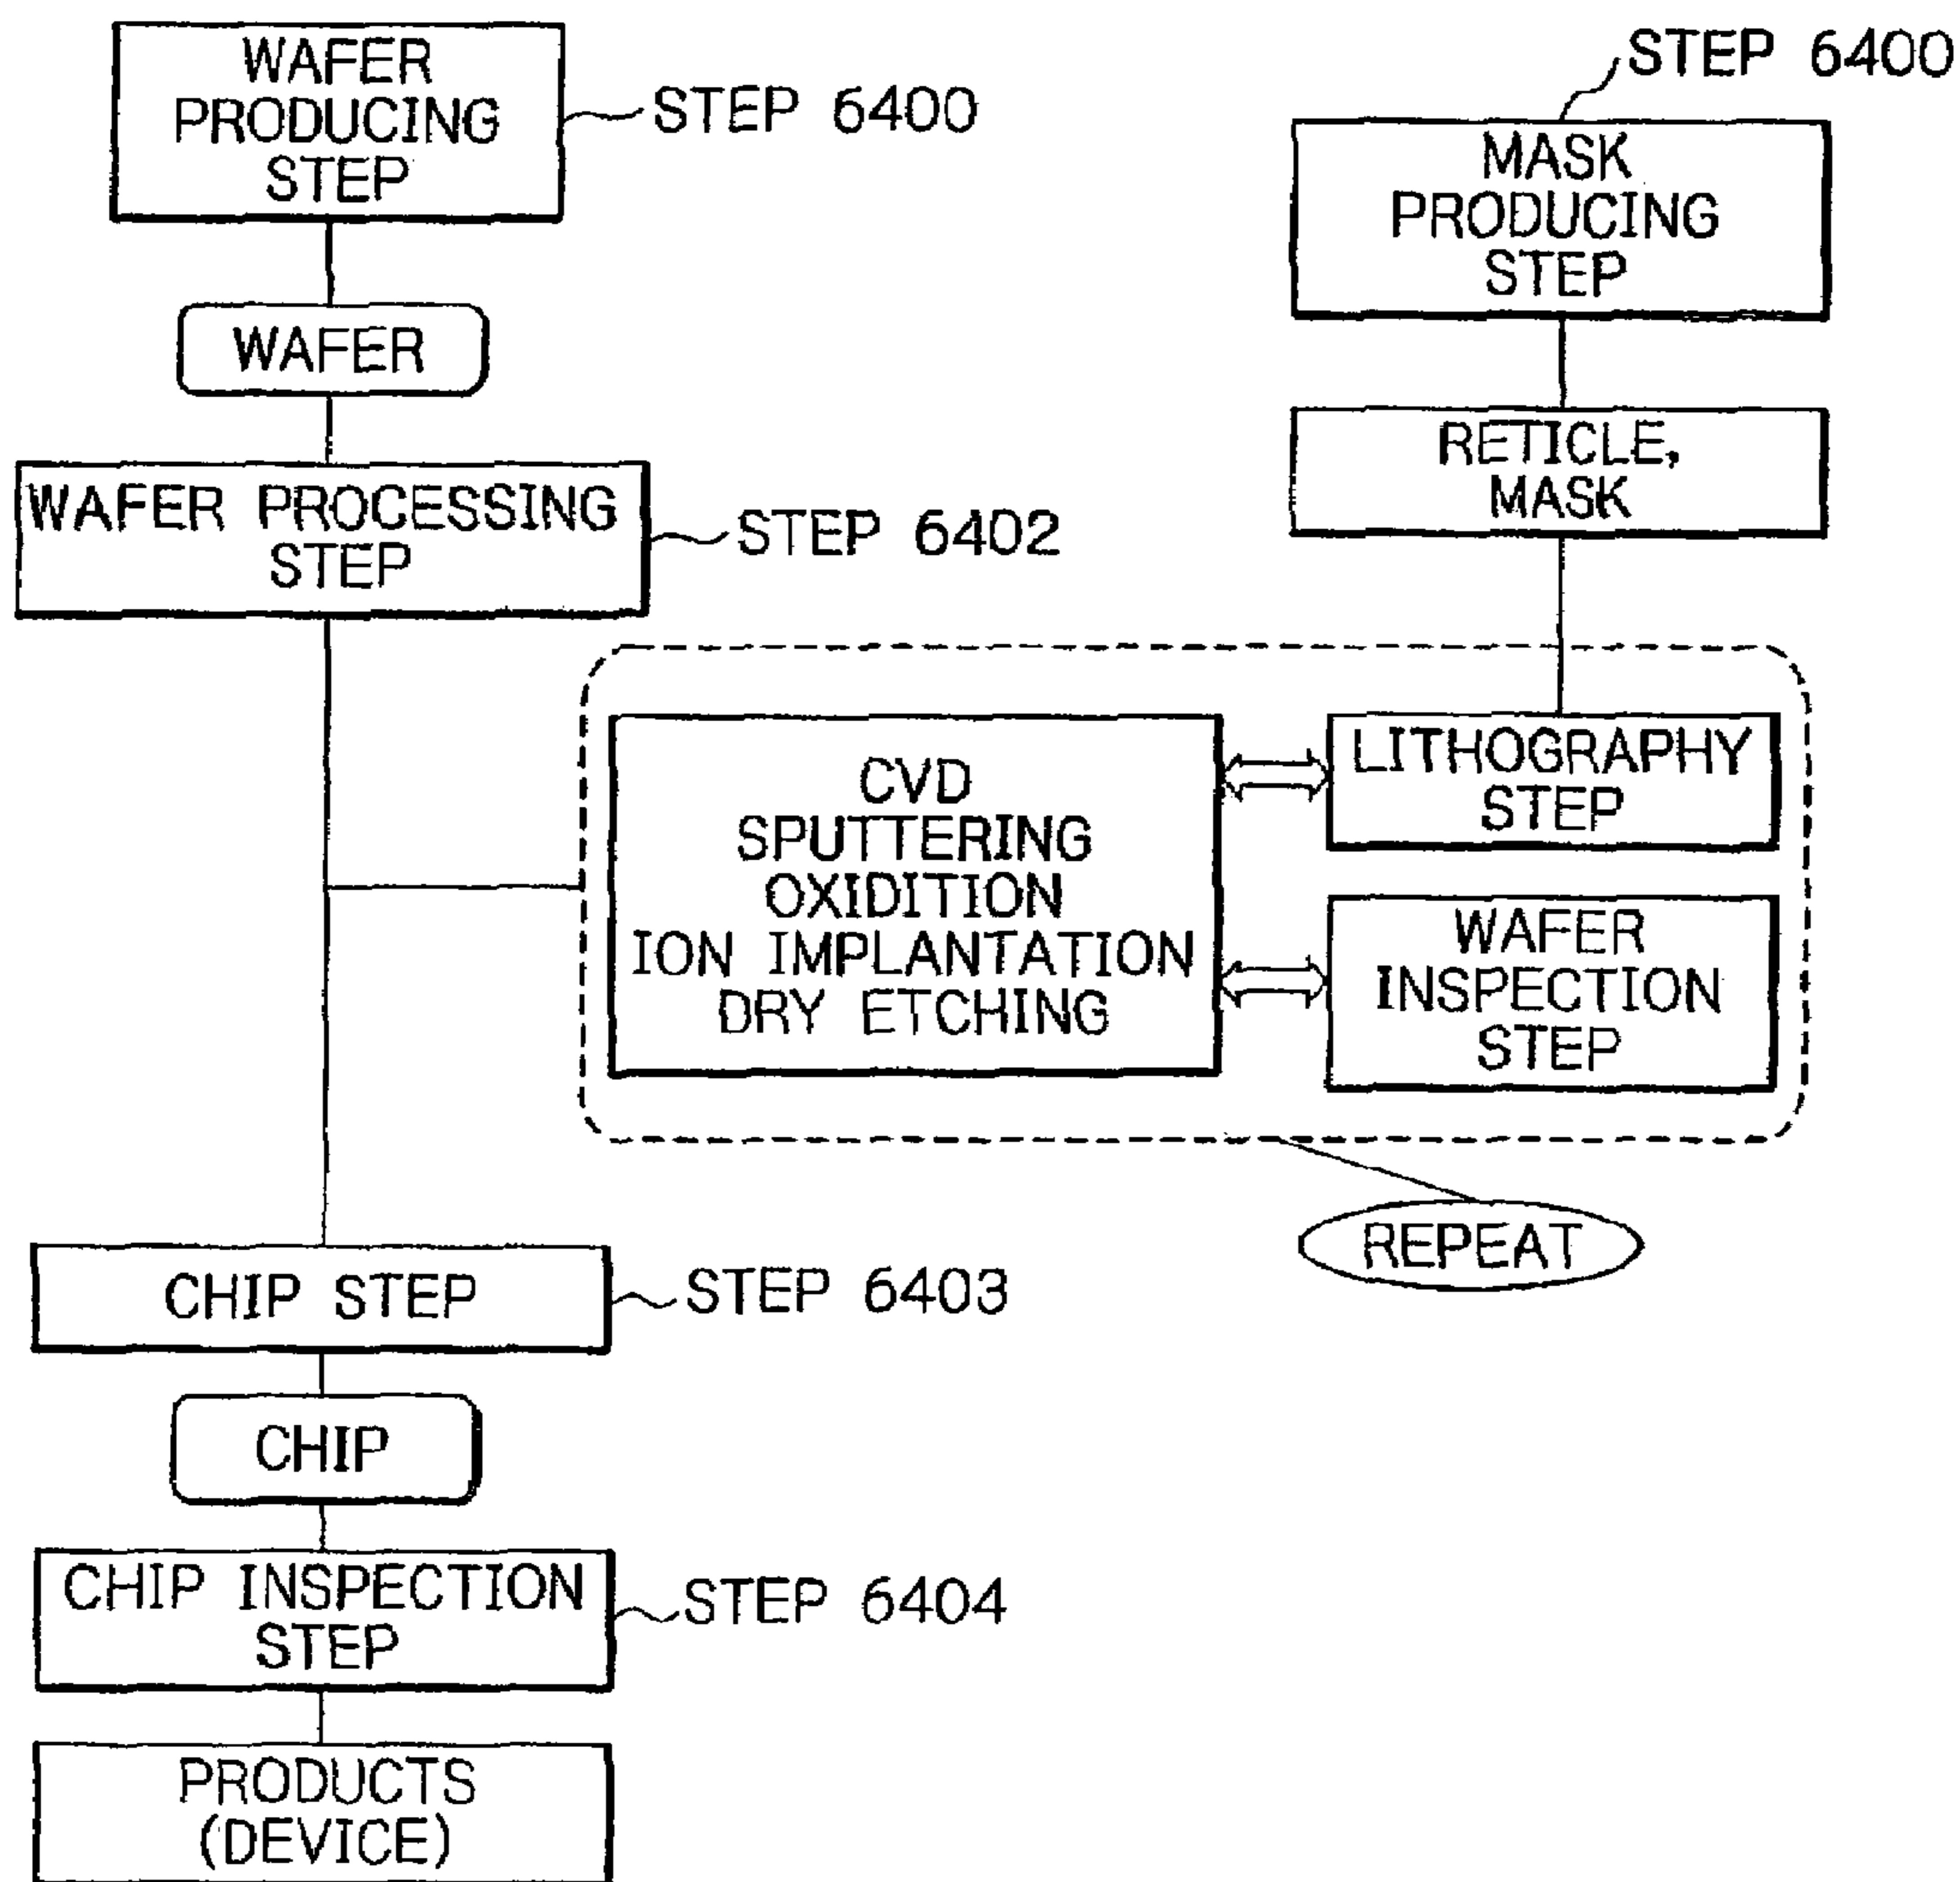 WAFER
PRODUCING
STEP
STEP 6400
WAFER
WAFER PROCESSING
STEP
STEP 6402
STEP 6400
MASK
PRODUCING
STEP
RETICLE,
MASK
CVD
SPUTTERING
OXIDITION
ION IMPLANTATION
DRY ETCHING
LITHOGRAPHY
STEP
WAFER
INSPECTION
STEP
REPEAT
CHIP STEP
STEP 6403
CHIP
CHIP INSPECTION
STEP
STEP 6404
PRODUCTS
(DEVICE)